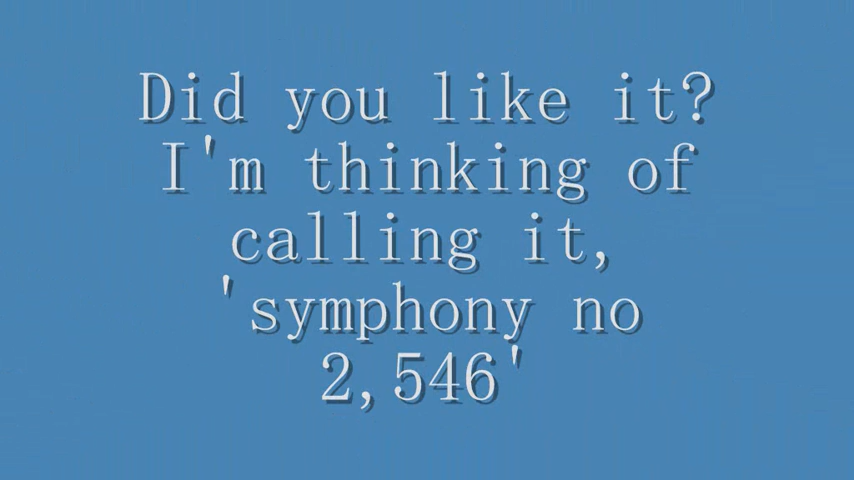 Did you like it?
I'm thinking of
calling it,
'symphony no
2,546'